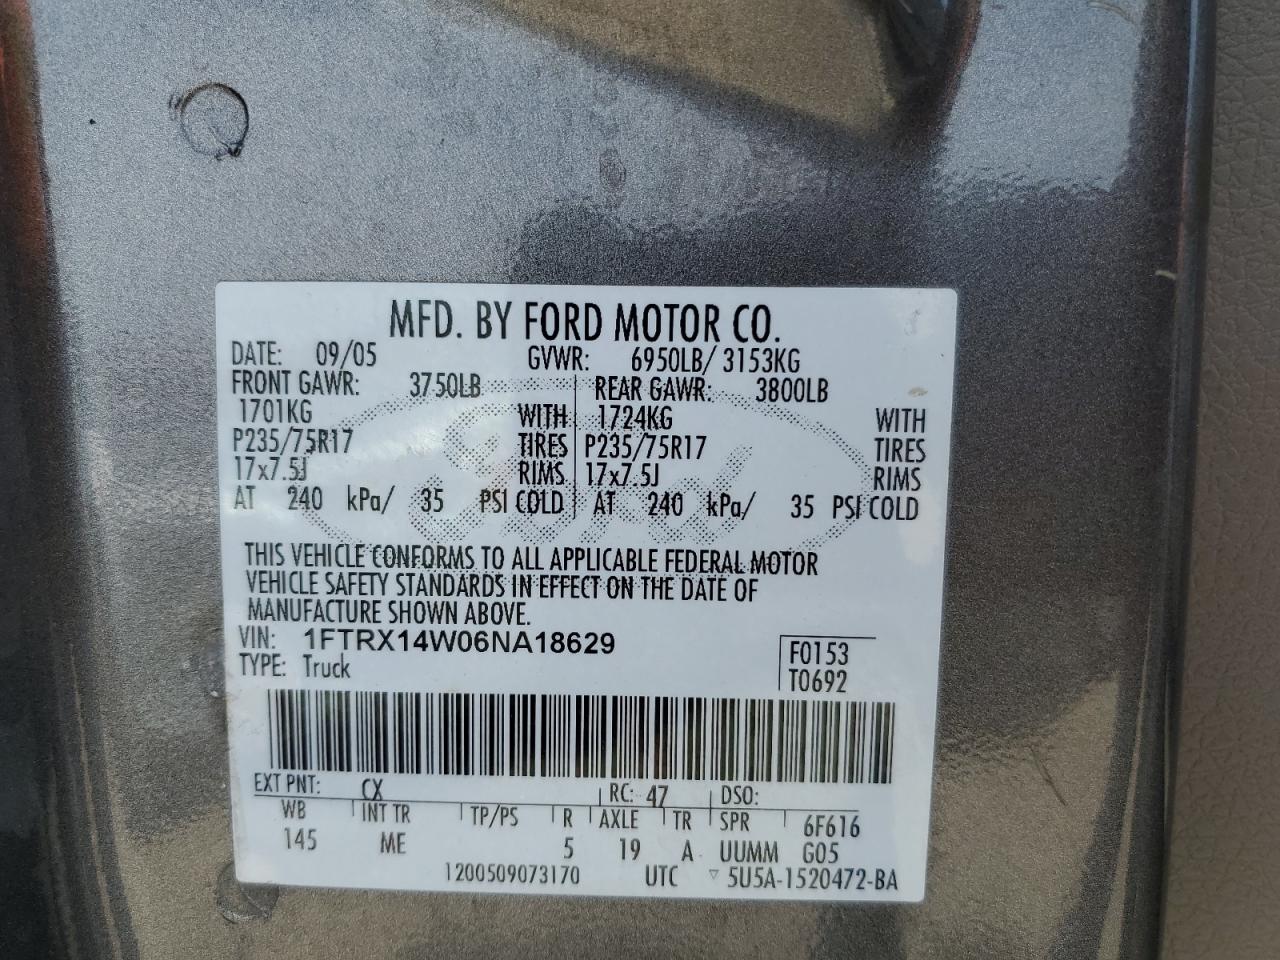 MFD. BY FORD MOTOR CO.
DATE: 09/05 GVWR: 6950LB/ 3153KG
FRONT GAWR: 3750LB REAR GAWR: 3800LB
1701KG WITH 1724KG WITH
P235/75R17 TIRES P235/75R17 TIRES
17x7.5J RIMS 17x7.5J RIMS
AT 240 kPa/ 35 PSI COLD AT 240 kPa/ 35 PSI COLD
THIS VEHICLE CONFORMS TO ALL APPLICABLE FEDERAL MOTOR
VEHICLE SAFETY STANDARDS IN EFFECT ON THE DATE OF
MANUFACTURE SHOWN ABOVE.
VIN: 1FTRX14W06NA18629
F0153
TYPE: Truck
T0692
EXT PNT: CX RC: 47 DSO:
WB INT TR TP/PS R AXLE TR SPR 6F616
145 ME 5 19 A UUMM G05
1200509073170 UTC ▽ 5U5A-1520472-BA
Ford